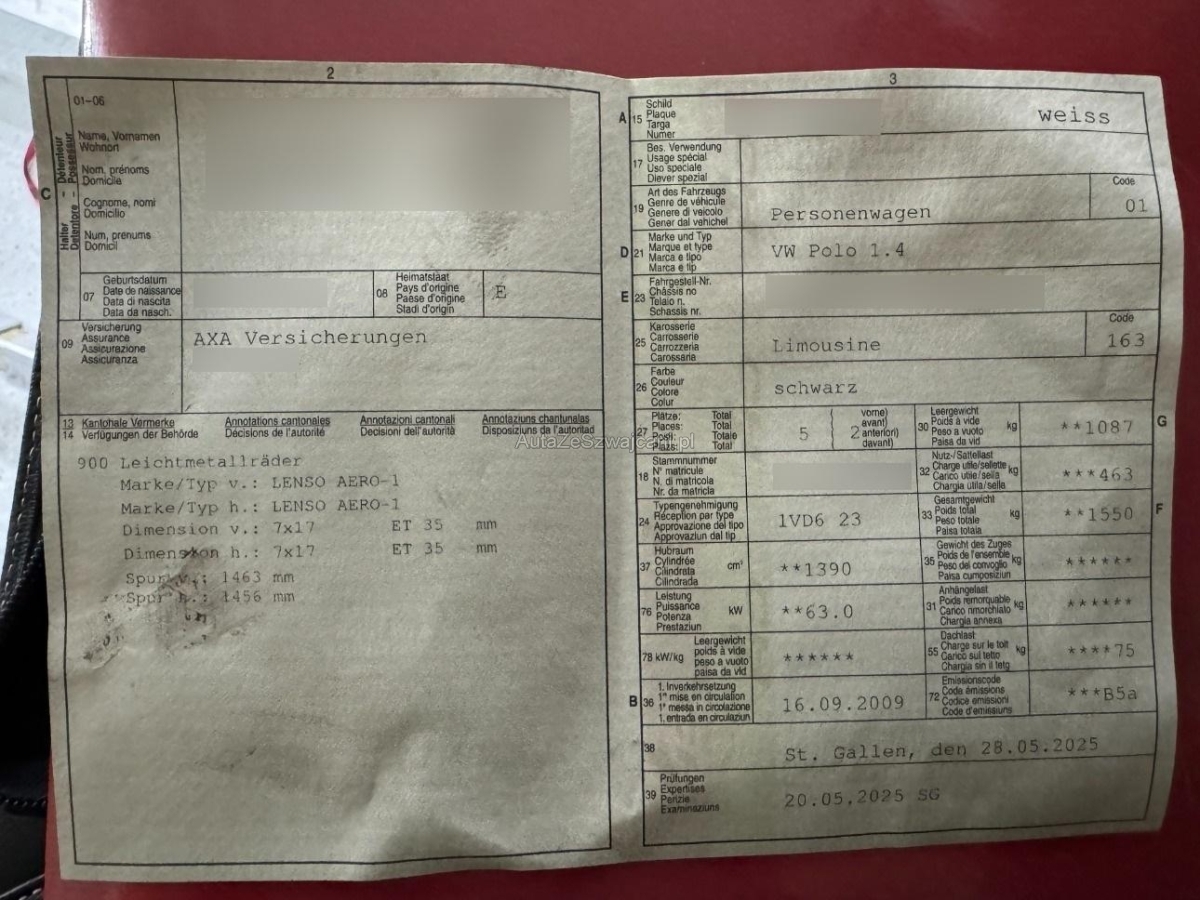 2
01-06
Détenteur
Possesseur
C
Halter
Detentore
Name, Vornamen
Wohnort
Nom, prénoms
Domicile
Cognome, nomi
Domicilio
Num, prenums
Domicil
07
Geburtsdatum
Date de naissance
Data di nascita
Data da nasch.
08
Heimatstaat
Pays d'origine
Paese d'origine
Stadi d'origin
E
09
Versicherung
Assurance
Assicurazione
Assicuranza
AXA Versicherungen
13 Kantonale Vermerke Annotations cantonales Annotazioni cantonali Annotaziuns chantunalas
14 Verfügungen der Behörde Décisions de l'autorité Decisioni dell'autorità Disposiziuns da l'autoritad
900 Leichtmetallräder
Marke/Typ v.: LENSO AERO-1
Marke/Typ h.: LENSO AERO-1
Dimension v.: 7x17 ET 35 mm
Dimension h.: 7x17 ET 35 mm
Spur v.: 1463 mm
Spur h.: 1456 mm
AutaZeSzwajcarii.pl
3
A 15
Schild
Plaque
Targa
Numer
weiss
17
Bes. Verwendung
Usage spécial
Uso speciale
Diever spezial
19
Art des Fahrzeugs
Genre de véhicule
Genere di veicolo
Gener dal vehichel
Personenwagen
Code
01
D 21
Marke und Typ
Marque et type
Marca e tipo
Marca e tip
VW Polo 1.4
E 23
Fahrgestell-Nr.
Châssis no
Telaio n.
Schassis nr.
25
Karosserie
Carrosserie
Carrozzeria
Carossaria
Limousine
Code
163
26
Farbe
Couleur
Colore
Colur
schwarz
27
Plätze: Total
Places: Total
Posti: Totale
Plazs: Total
5
2
vorne)
avant)
anteriori)
davant)
30
Leergewicht
Poids à vide
Peso a vuoto
Paisa da vid
kg
**1087
G
18
Stammnummer
N° matricule
N. di matricola
Nr. da matricla
32
Nutz-/Sattellast
Charge utile/sellette
Carico utile/sella
Chargia utila/sella
kg
***463
24
Typengenehmigung
Réception par type
Approvazione del tipo
Approvaziun dal tip
1VD6 23
33
Gesamtgewicht
Poids total
Peso totale
Paisa totala
kg
**1550
F
37
Hubraum
Cylindrée
Cilindrata
Cilindrada
cm³
**1390
35
Gewicht des Zuges
Poids de l'ensemble
Peso del convoglio
Paisa cumposiziun
kg
******
76
Leistung
Puissance
Potenza
Prestaziun
kW
**63.0
31
Anhängelast
Poids remorquable
Carico rimorchiato
Chargia annexa
kg
******
78 kW/kg
Leergewicht
poids à vide
peso a vuoto
paisa da vid
******
55
Dachlast
Charge sur le toit
Carico sul tetto
Chargia sin il tetg
kg
****75
B 36
1. Inverkehrsetzung
1re mise en circulation
1a messa in circolazione
1. entrada en circulaziun
16.09.2009
72
Emissionscode
Code émissions
Codice emissioni
Code d'emissiuns
***B5a
38
St. Gallen, den 28.05.2025
39
Prüfungen
Expertises
Perizie
Examinaziuns
20.05.2025 SG